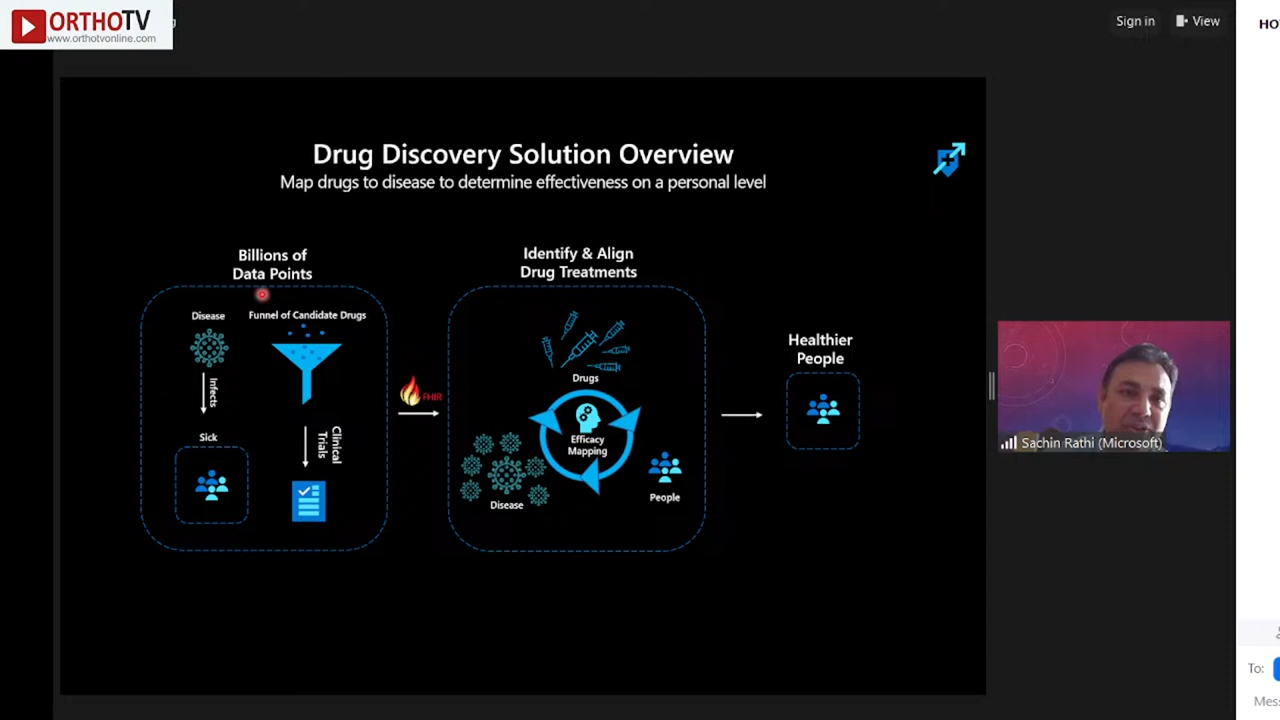 ORTHOTV
www.orthotvonline.com
Sign in
View
HO
Drug Discovery Solution Overview
Map drugs to disease to determine effectiveness on a personal level
Billions of
Data Points
Disease
Funnel of Candidate Drugs
Infects
Sick
Clinical
Trials
FHIR
Identify & Align
Drug Treatments
Drugs
Efficacy
Mapping
Disease
People
Healthier
People
Sachin Rathi (Microsoft)
To:
Mess